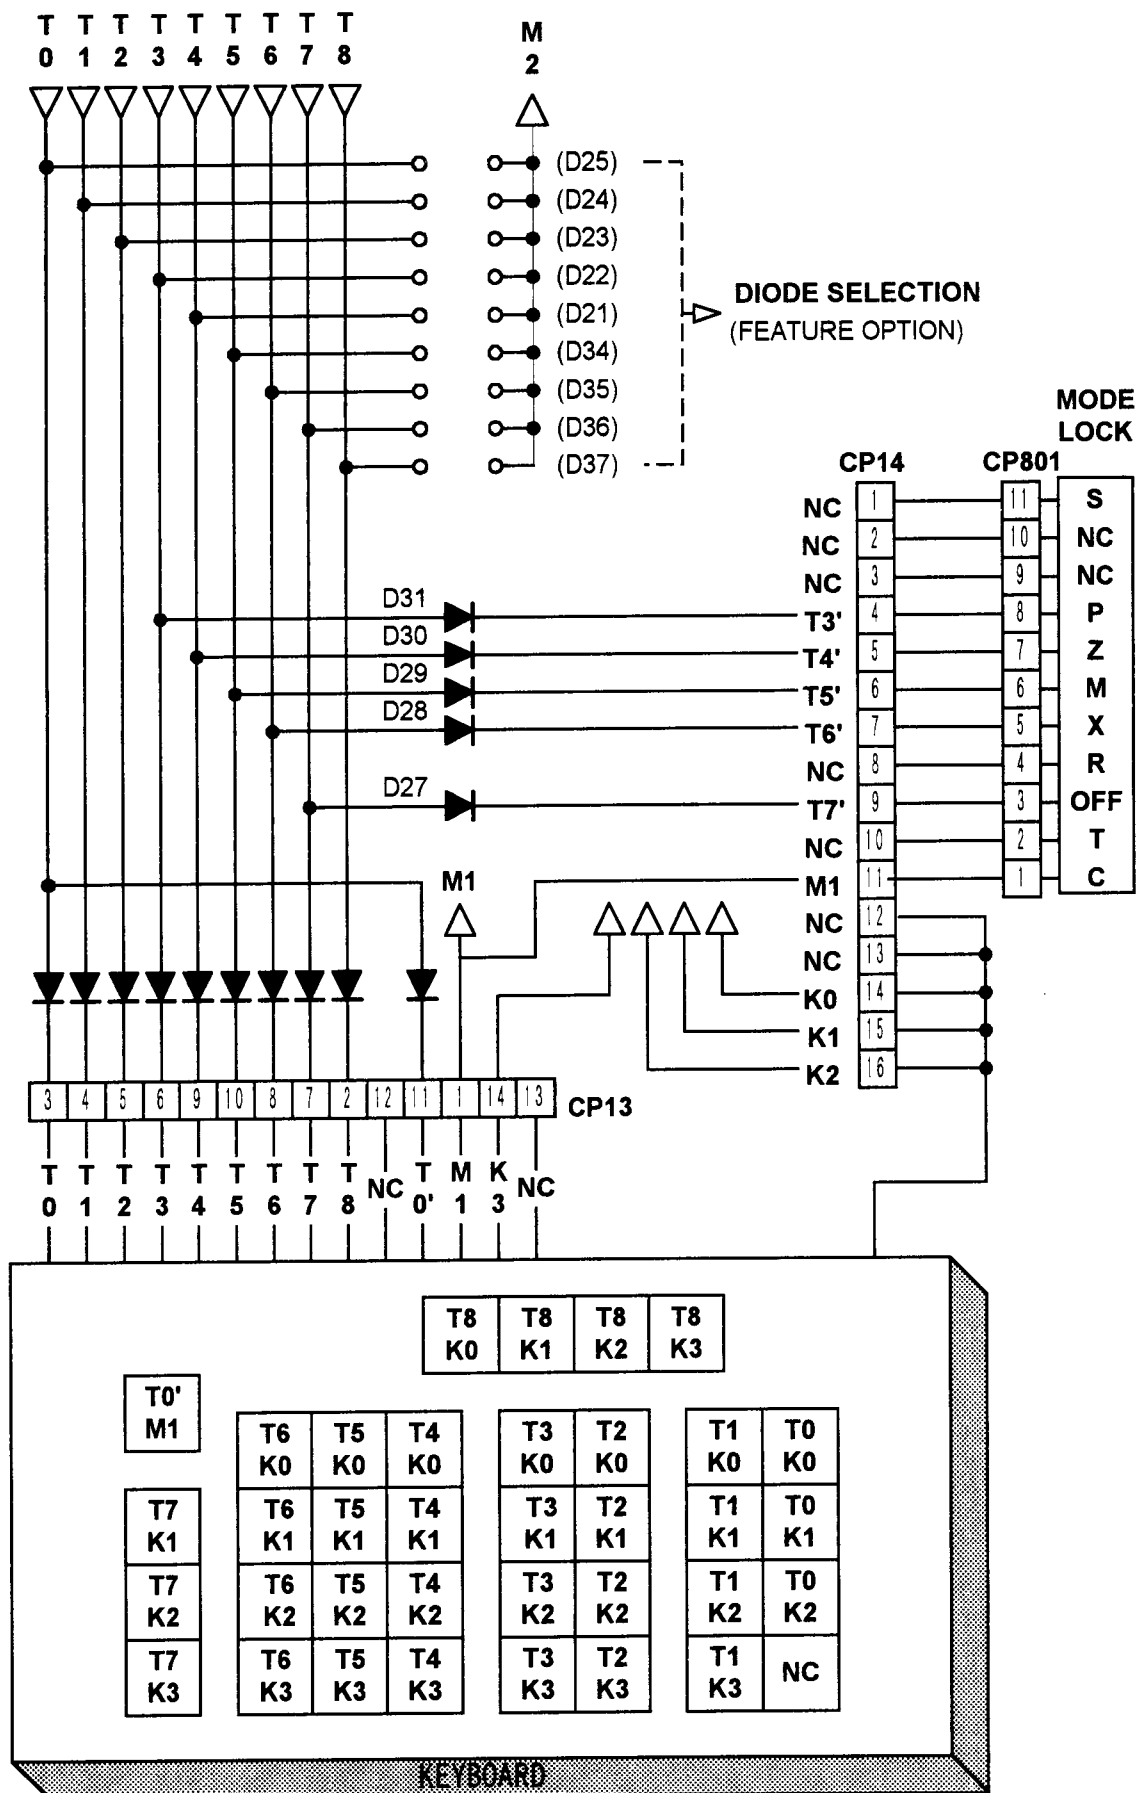 T T T T T T T T T
0 1 2 3 4 5 6 7 8
M
2
(D25)
(D24)
(D23)
(D22)
(D21)
(D34)
(D35)
(D36)
(D37)
DIODE SELECTION
(FEATURE OPTION)
MODE
LOCK
CP14 CP801
NC 1 11 S
NC 2 10 NC
NC 3 9 NC
D31 T3' 4 8 P
D30 T4' 5 7 Z
D29 T5' 6 6 M
D28 T6' 7 5 X
NC 8 4 R
D27 T7' 9 3 OFF
NC 10 2 T
M1 M1 11 1 C
NC 12
NC 13
K0 14
K1 15
K2 16
3 4 5 6 9 10 8 7 2 12 11 1 14 13 CP13
T T T T T T T T T NC T M K NC
0 1 2 3 4 5 6 7 8 0' 1 3
T8 T8 T8 T8
K0 K1 K2 K3
T0'
M1
T6 T5 T4 T3 T2 T1 T0
K0 K0 K0 K0 K0 K0 K0
T7 T6 T5 T4 T3 T2 T1 T0
K1 K1 K1 K1 K1 K1 K1 K1
T7 T6 T5 T4 T3 T2 T1 T0
K2 K2 K2 K2 K2 K2 K2 K2
T7 T6 T5 T4 T3 T2 T1 NC
K3 K3 K3 K3 K3 K3 K3
KEYBOARD